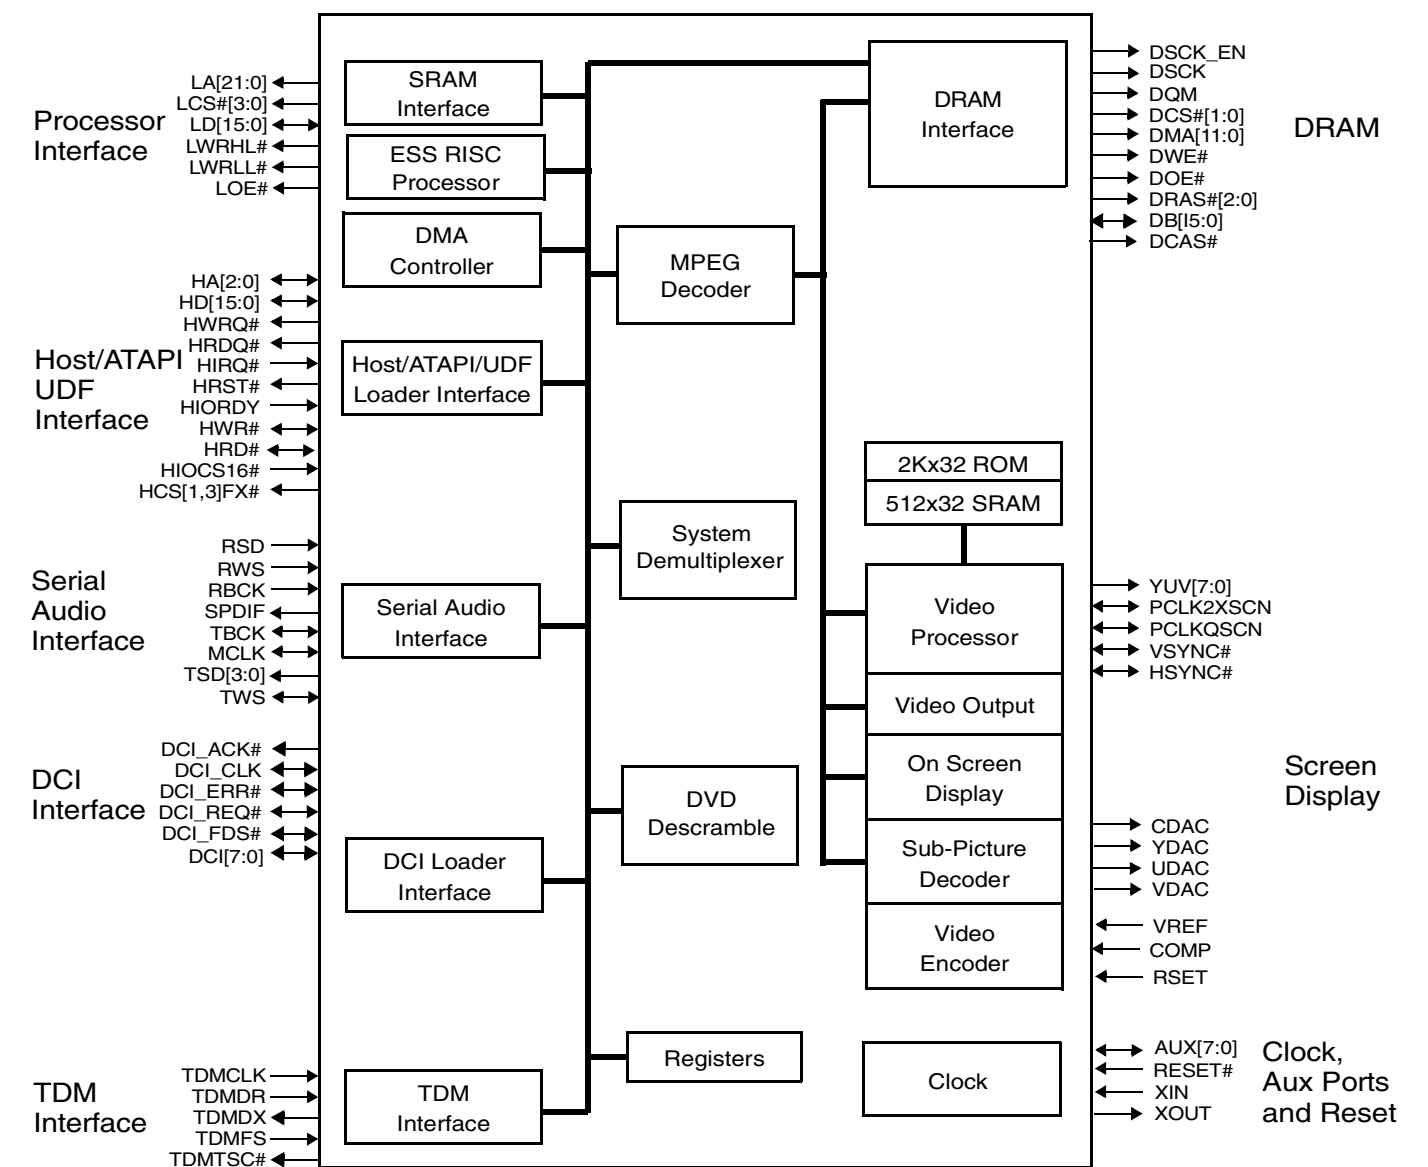 Processor
Interface
LA[21:0]
LCS#[3:0]
LD[15:0]
LWRHL#
LWRLL#
LOE#
Host/ATAPI
UDF
Interface
HA[2:0]
HD[15:0]
HWRQ#
HRDQ#
HIRQ#
HRST#
HIORDY
HWR#
HRD#
HIOCS16#
HCS[1,3]FX#
Serial
Audio
Interface
RSD
RWS
RBCK
SPDIF
TBCK
MCLK
TSD[3:0]
TWS
DCI
Interface
DCI_ACK#
DCI_CLK
DCI_ERR#
DCI_REQ#
DCI_FDS#
DCI[7:0]
TDM
Interface
TDMCLK
TDMDR
TDMDX
TDMFS
TDMTSC#
SRAM
Interface
ESS RISC
Processor
DMA
Controller
Host/ATAPI/UDF
Loader Interface
Serial Audio
Interface
DCI Loader
Interface
TDM
Interface
MPEG
Decoder
System
Demultiplexer
DVD
Descramble
Registers
DRAM
Interface
2Kx32 ROM
512x32 SRAM
Video
Processor
Video Output
On Screen
Display
Sub-Picture
Decoder
Video
Encoder
Clock
DSCK_EN
DSCK
DQM
DCS#[1:0]
DMA[11:0]
DWE#
DOE#
DRAS#[2:0]
DB[I5:0]
DCAS#
DRAM
YUV[7:0]
PCLK2XSCN
PCLKQSCN
VSYNC#
HSYNC#
CDAC
YDAC
UDAC
VDAC
VREF
COMP
RSET
Screen
Display
AUX[7:0]
RESET#
XIN
XOUT
Clock,
Aux Ports
and Reset